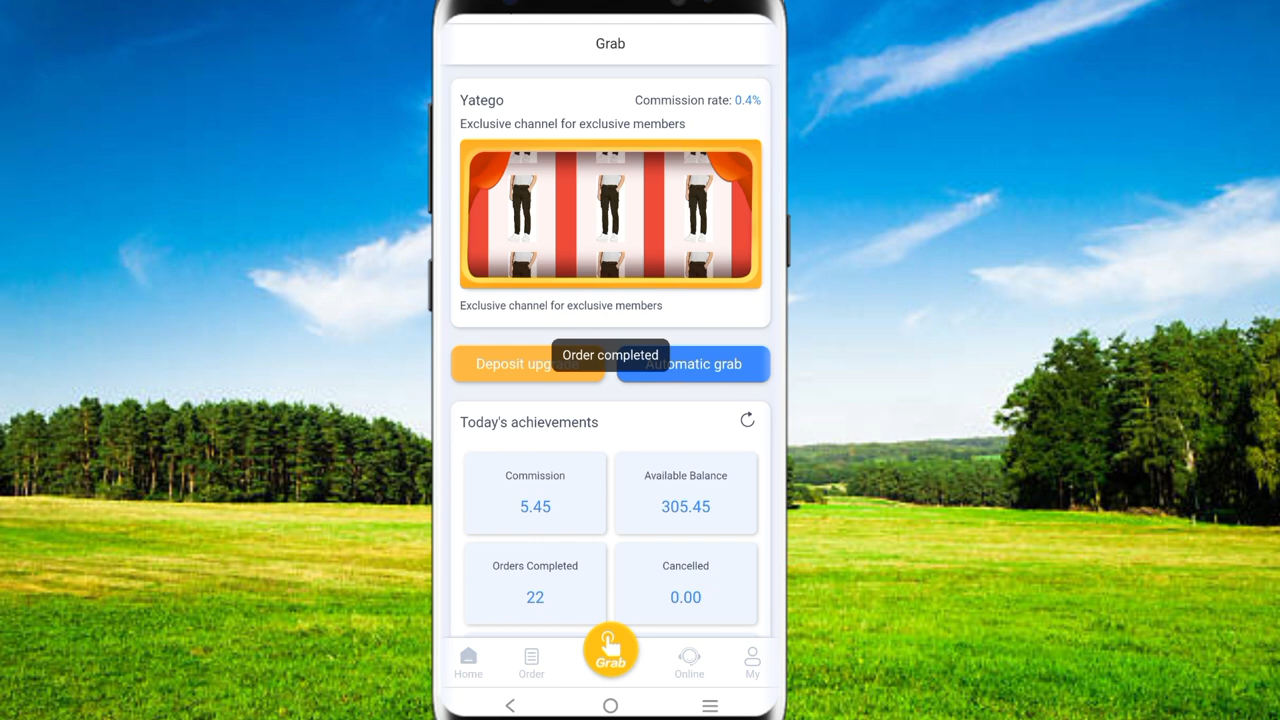 Grab
Yatego
Commission rate: 0.4%
Exclusive channel for exclusive members
Exclusive channel for exclusive members
Order completed
Deposit upg
tomatic grab
Today's achievements
Commission
Available Balance
5.45
305.45
Orders Completed
Cancelled
22
0.00
Grab
Home
Order
Online
My